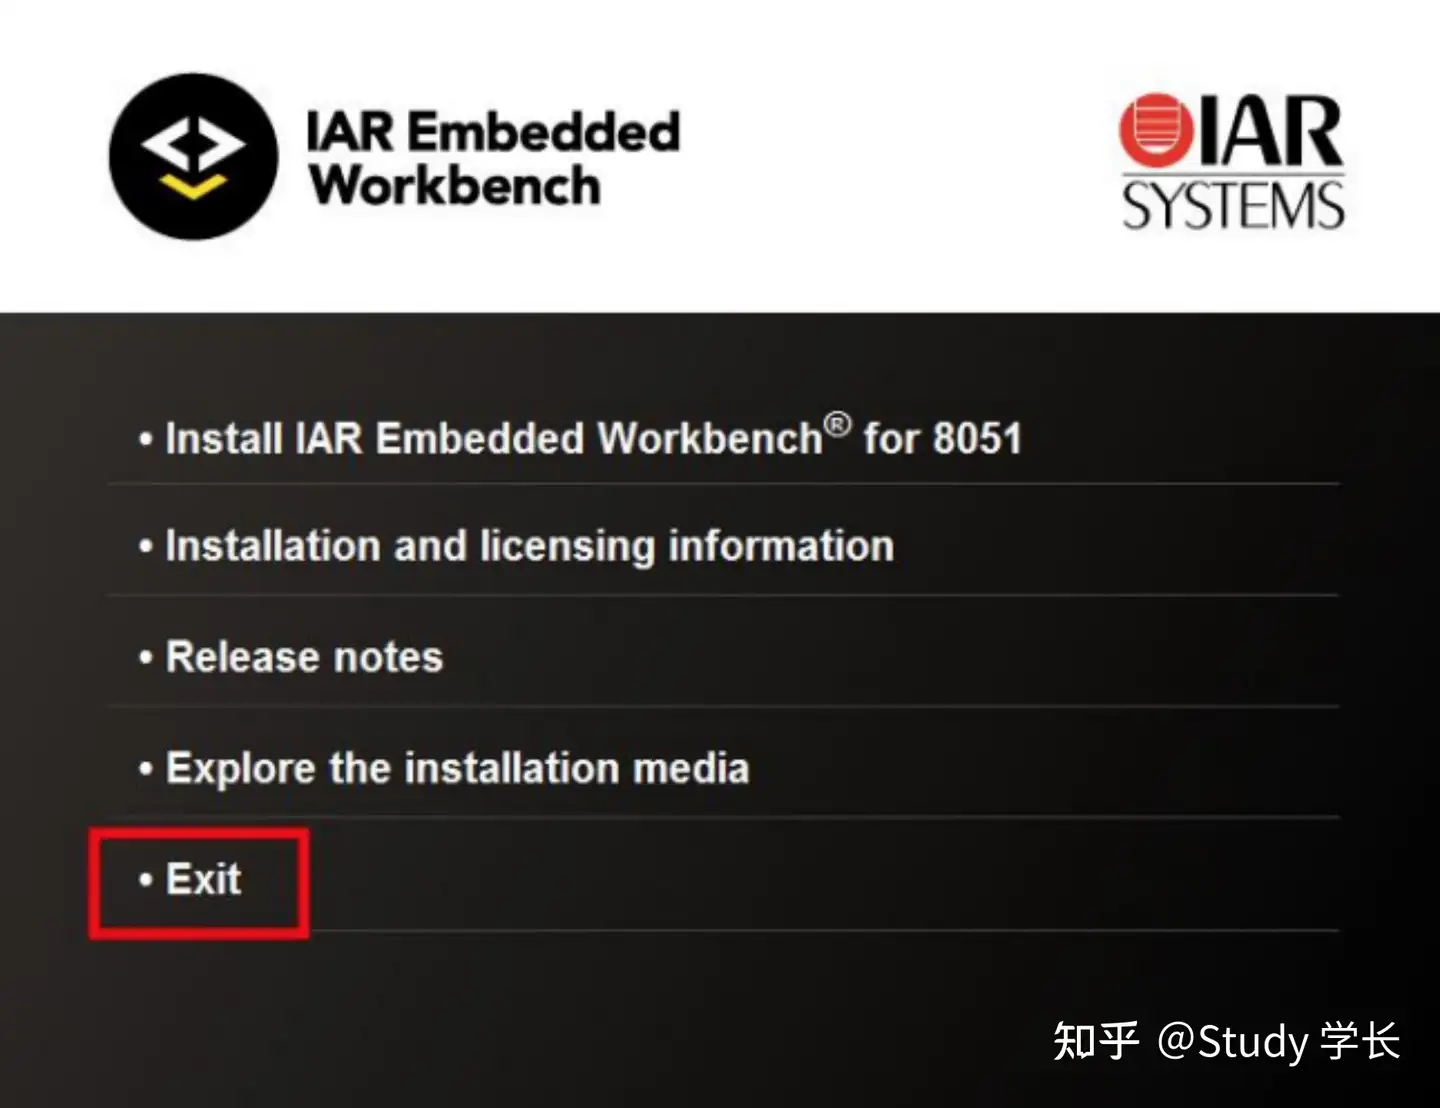 IAR Embedded
Workbench
IAR
SYSTEMS
• Install IAR Embedded Workbench® for 8051
• Installation and licensing information
• Release notes
• Explore the installation media
• Exit
知乎 @Study 学长